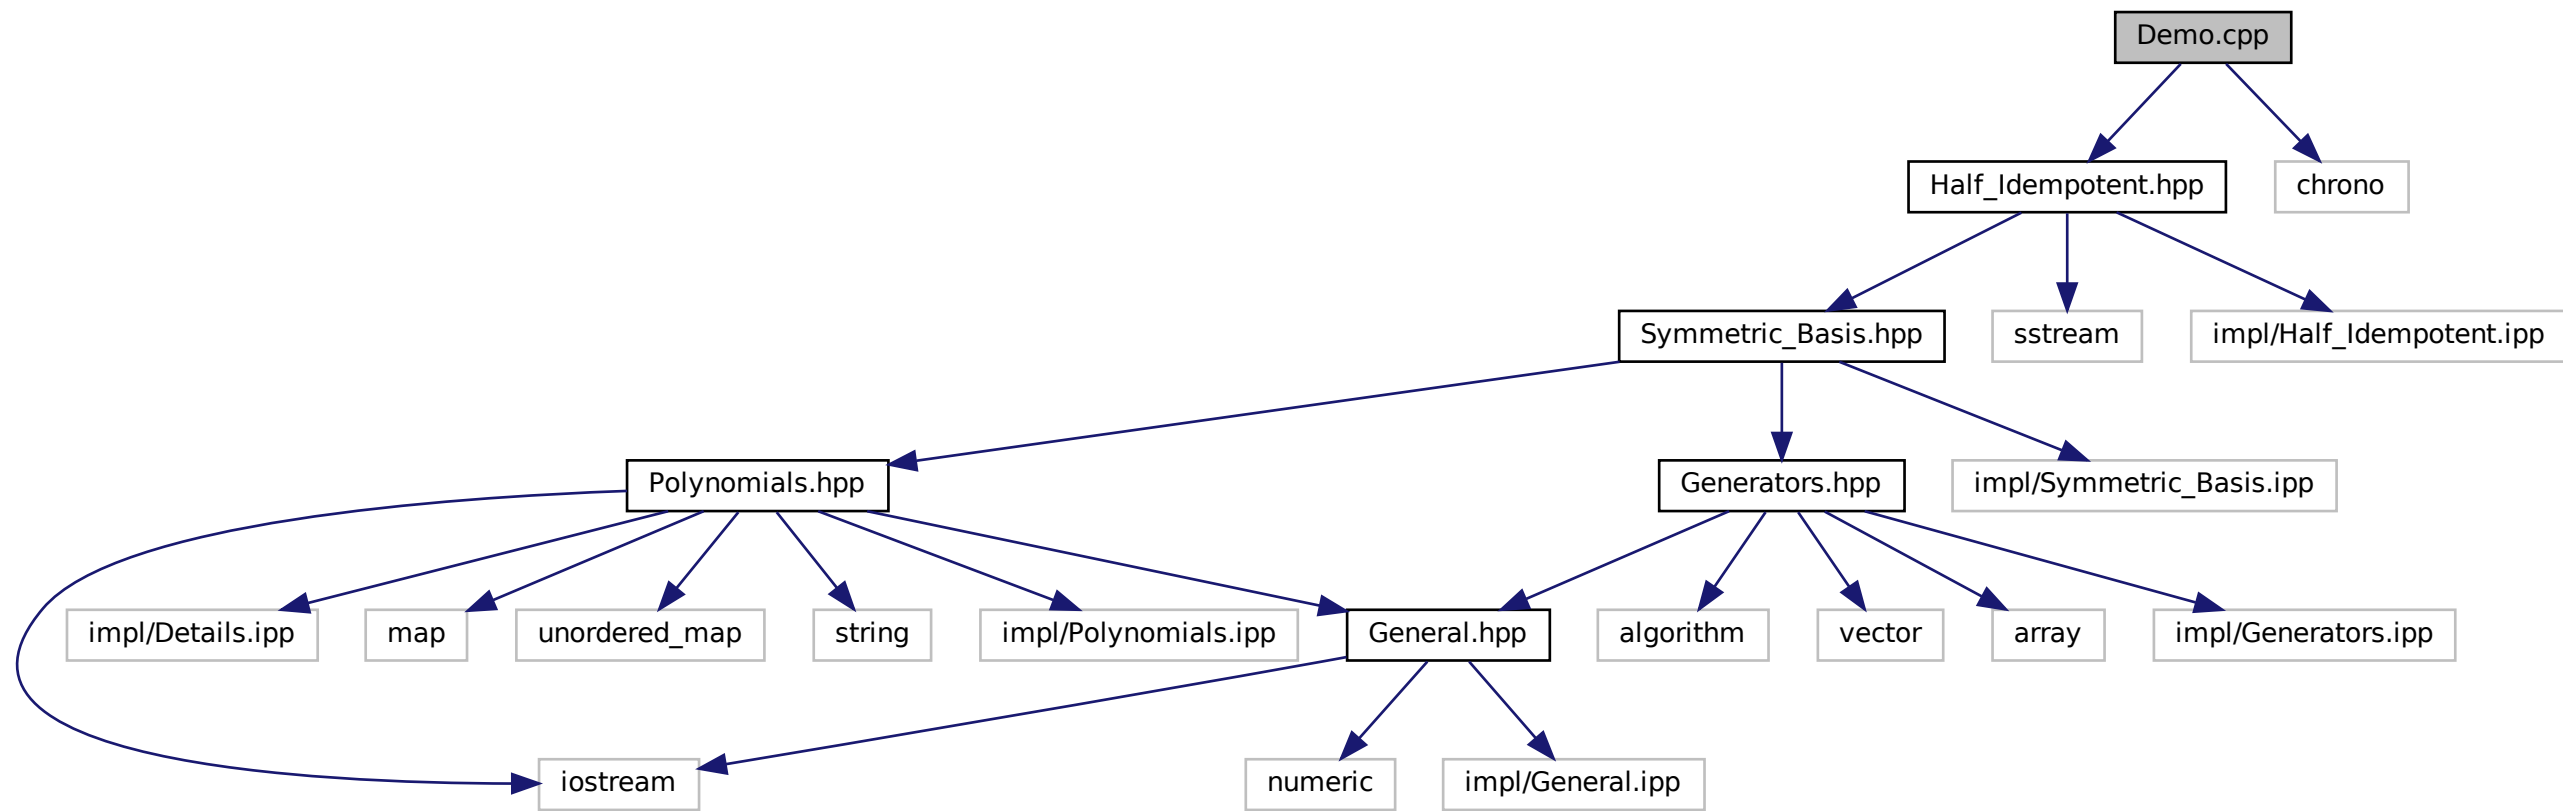 Demo.cpp
Half_Idempotent.hpp
chrono
Symmetric_Basis.hpp
sstream
impl/Half_Idempotent.ipp
Polynomials.hpp
Generators.hpp
impl/Symmetric_Basis.ipp
impl/Details.ipp
map
unordered_map
string
impl/Polynomials.ipp
General.hpp
algorithm
vector
array
impl/Generators.ipp
iostream
numeric
impl/General.ipp